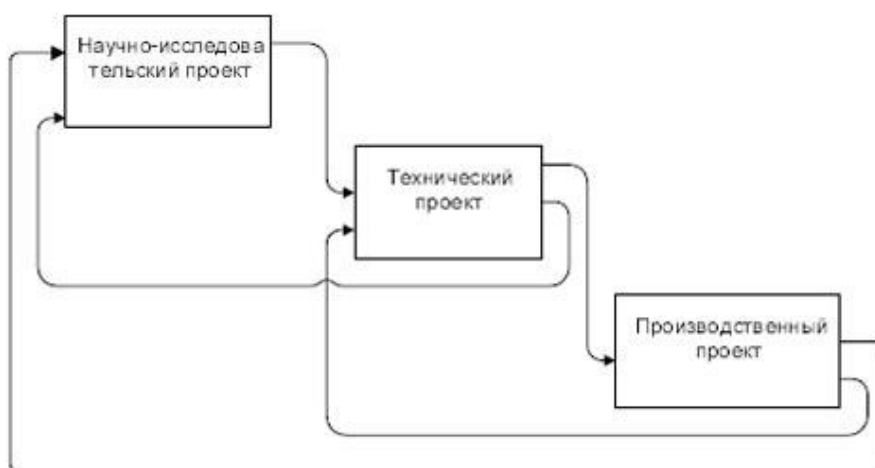 Научно-исследова
тельский проект
Технический
проект
Производственный
проект